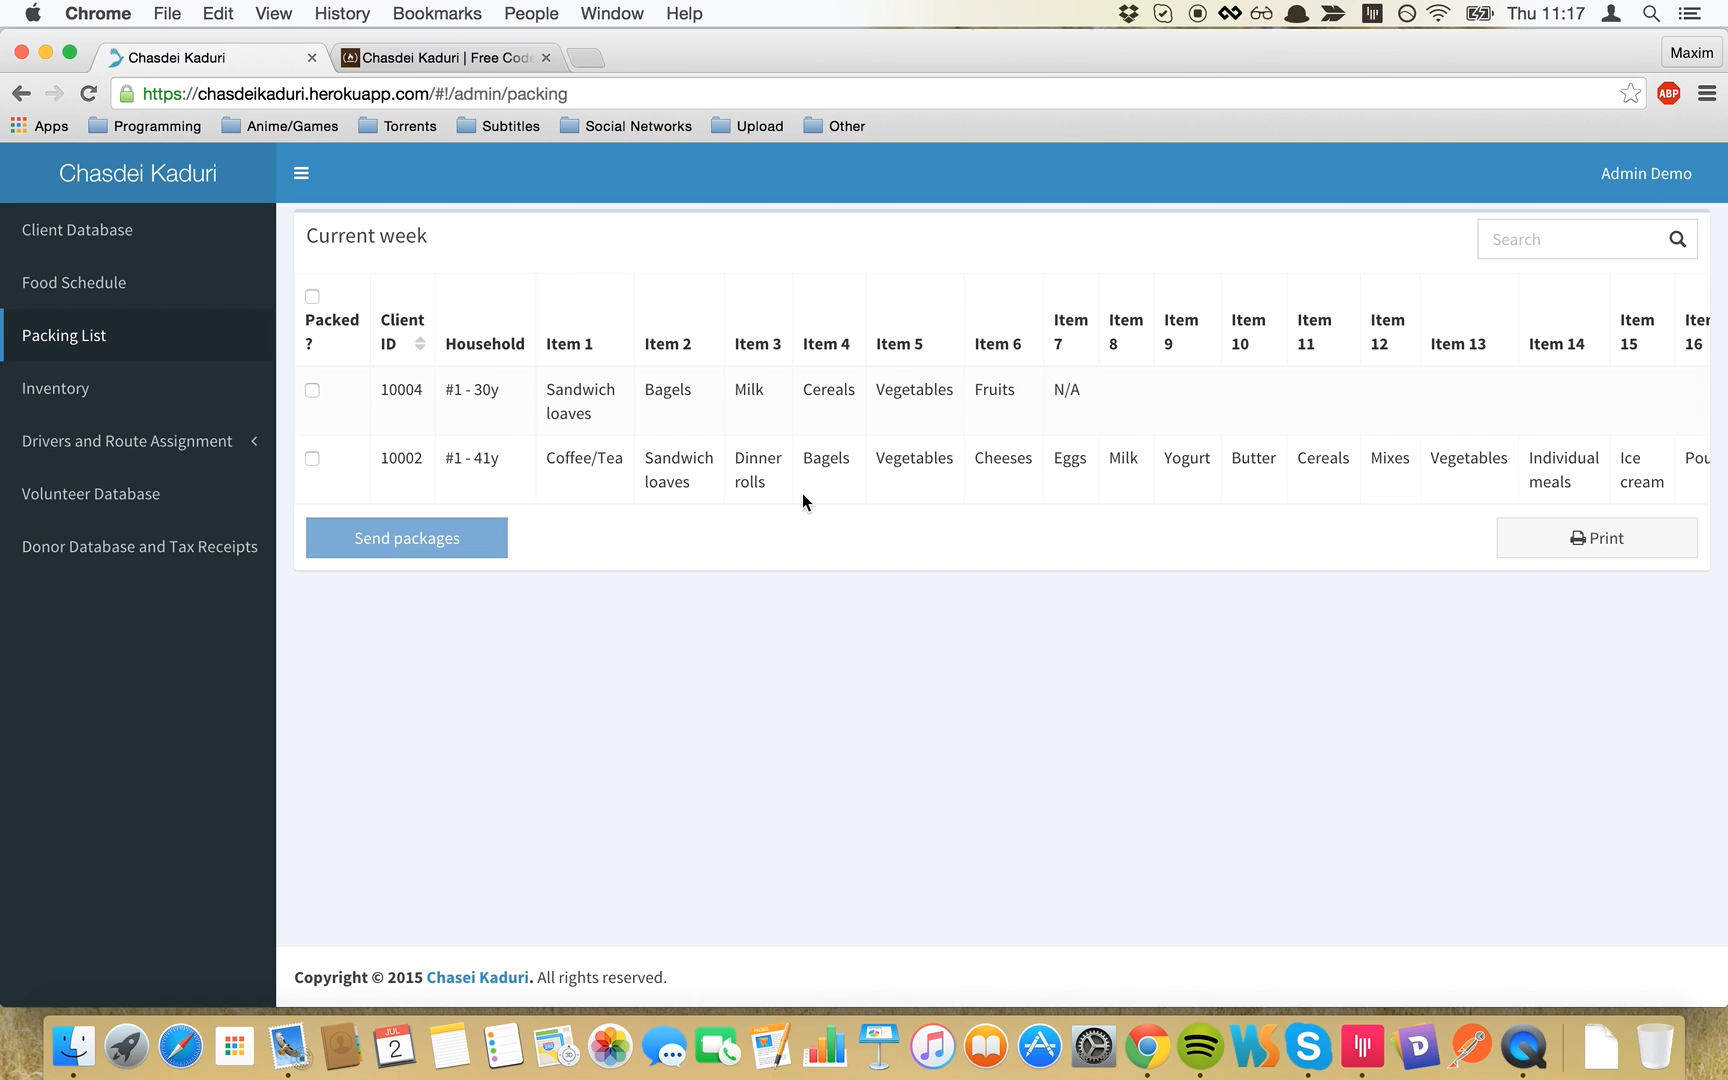 Chrome File Edit View History Bookmarks People Window Help Thu 11:17
Chasdei Kaduri Chasdei Kaduri | Free Cod Maxim
https://chasdeikaduri.herokuapp.com/#!/admin/packing ABP
Apps Programming Anime/Games Torrents Subtitles Social Networks Upload Other
Chasdei Kaduri Admin Demo
Client Database
Food Schedule
Packing List
Inventory
Drivers and Route Assignment
Volunteer Database
Donor Database and Tax Receipts
Current week Search
Packed Client Item Item Item Item Item Item Item
? ID Household Item 1 Item 2 Item 3 Item 4 Item 5 Item 6 7 8 9 10 11 12 Item 13 Item 14 15 16
10004 #1 - 30y Sandwich Bagels Milk Cereals Vegetables Fruits N/A
loaves
10002 #1 - 41y Coffee/Tea Sandwich Dinner Bagels Vegetables Cheeses Eggs Milk Yogurt Butter Cereals Mixes Vegetables Individual Ice Pou
loaves rolls meals cream
Send packages Print
Copyright © 2015 Chasei Kaduri. All rights reserved.
JUL
2